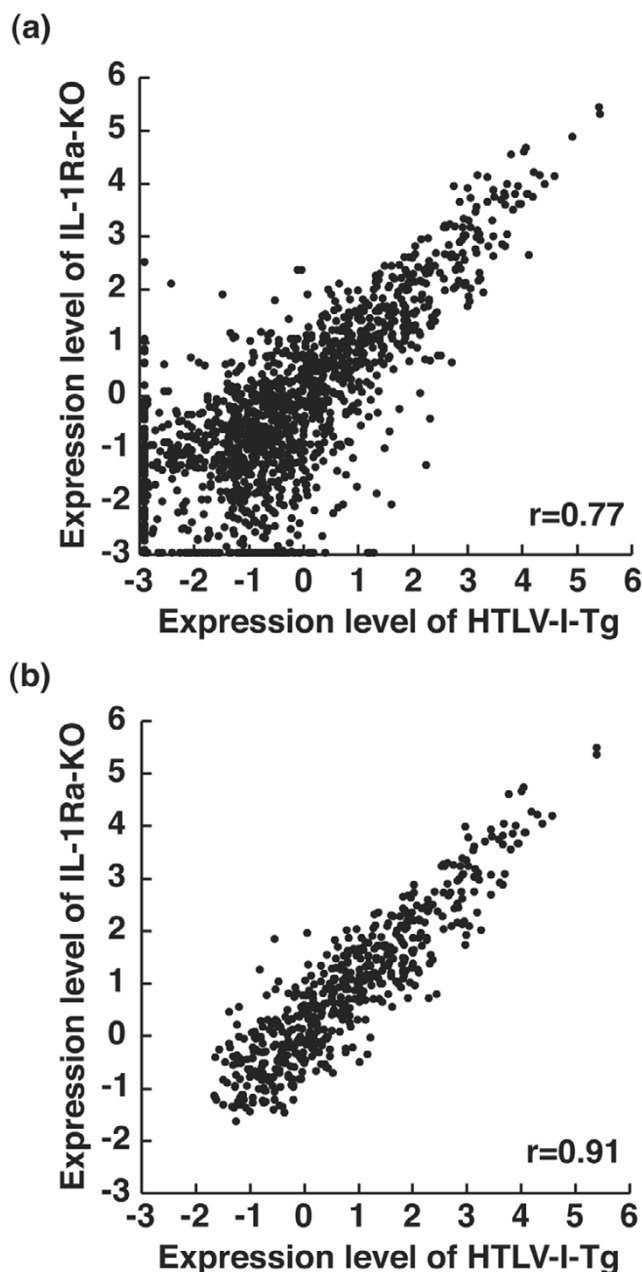 (a)
Expression level of IL-1Ra-KO
6
5
4
3
2
1
0
-1
-2
-3
-3 -2 -1 0 1 2 3 4 5 6
r=0.77
Expression level of HTLV-I-Tg
(b)
Expression level of IL-1Ra-KO
6
5
4
3
2
1
0
-1
-2
-3
-3 -2 -1 0 1 2 3 4 5 6
r=0.91
Expression level of HTLV-I-Tg